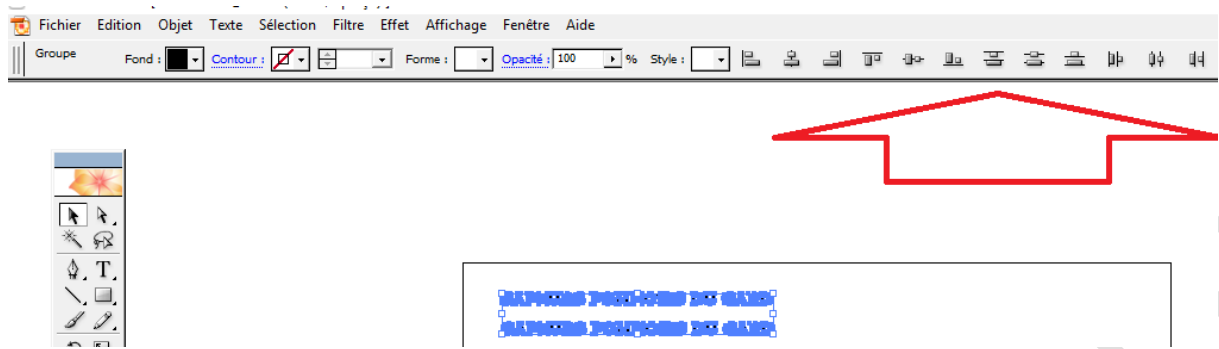 Fichier Edition Objet Texte Sélection Filtre Effet Affichage Fenêtre Aide
Groupe Fond : Contour : Forme : Opacité : 100 % Style :
T